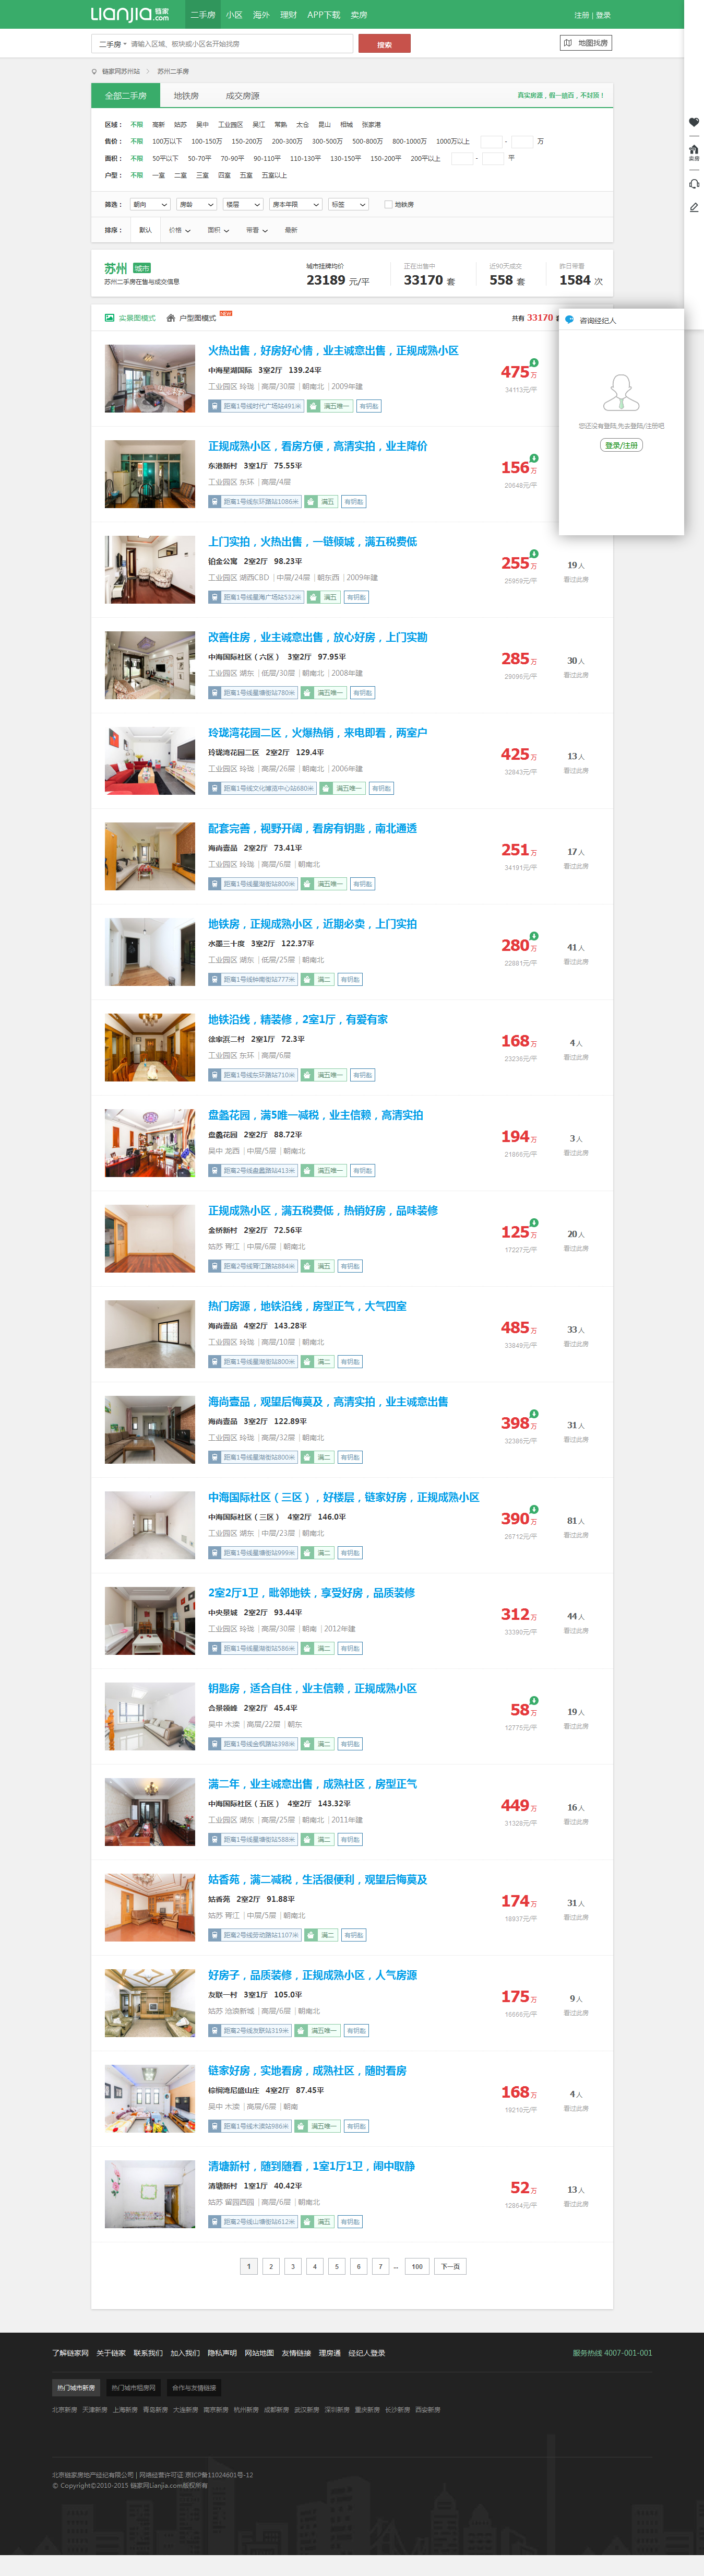 Lianjia.com 链家 二手房 小区 海外 理财 APP下载 卖房 注册 | 登录
二手房 请输入区域、板块或小区名开始找房 搜索 地图找房
链家网苏州站 苏州二手房
全部二手房 地铁房 成交房源 真实房源，假一赔百，不封顶！
区域： 不限 高新 姑苏 吴中 工业园区 吴江 常熟 太仓 昆山 相城 张家港
售价： 不限 100万以下 100-150万 150-200万 200-300万 300-500万 500-800万 800-1000万 1000万以上 - 万
面积： 不限 50平以下 50-70平 70-90平 90-110平 110-130平 130-150平 150-200平 200平以上 - 平
户型： 不限 一室 二室 三室 四室 五室 五室以上
筛选： 朝向 房龄 楼层 房本年限 标签 地铁房
排序： 默认 价格 面积 带看 最新
卖房
苏州 城市
苏州二手房在售与成交信息
城市挂牌均价 正在出售中 近90天成交 昨日带看
23189 元/平 33170 套 558 套 1584 次
实景图模式 户型图模式 NEW 共有 33170
咨询经纪人
您还没有登陆,先去登陆/注册吧
登录/注册
火热出售，好房好心情，业主诚意出售，正规成熟小区
中海星湖国际 3室2厅 139.24平
475万
工业园区 玲珑 | 高层/30层 | 朝南北 | 2009年建
34113元/平
距离1号线时代广场站491米 满五唯一 有钥匙
正规成熟小区，看房方便，高清实拍，业主降价
东港新村 3室1厅 75.55平
156万
工业园区 东环 | 高层/4层
20648元/平
距离1号线东环路站1086米 满五 有钥匙
上门实拍，火热出售，一链倾城，满五税费低
铂金公寓 2室2厅 98.23平
255万 19人
工业园区 湖西CBD | 中层/24层 | 朝东西 | 2009年建
25959元/平 看过此房
距离1号线星海广场站532米 满五 有钥匙
改善住房，业主诚意出售，放心好房，上门实勘
中海国际社区（六区） 3室2厅 97.95平
285万 30人
工业园区 湖东 | 低层/30层 | 朝南北 | 2008年建
29096元/平 看过此房
距离1号线星塘街站780米 满五唯一 有钥匙
玲珑湾花园二区，火爆热销，来电即看，两室户
玲珑湾花园二区 2室2厅 129.4平
425万 13人
工业园区 玲珑 | 高层/26层 | 朝南北 | 2006年建
32843元/平 看过此房
距离1号线文化博览中心站680米 满五唯一 有钥匙
配套完善，视野开阔，看房有钥匙，南北通透
海尚壹品 2室2厅 73.41平
251万 17人
工业园区 玲珑 | 高层/6层 | 朝南北
34191元/平 看过此房
距离1号线星湖街站800米 满五唯一 有钥匙
地铁房，正规成熟小区，近期必卖，上门实拍
水墨三十度 3室2厅 122.37平
280万 41人
工业园区 湖东 | 低层/25层 | 朝南北
22881元/平 看过此房
距离1号线钟南街站777米 满二 有钥匙
地铁沿线，精装修，2室1厅，有爱有家
徐家浜二村 2室1厅 72.3平
168万 4人
工业园区 东环 | 高层/6层
23236元/平 看过此房
距离1号线东环路站710米 满五唯一 有钥匙
盘蠡花园，满5唯一减税，业主信赖，高清实拍
盘蠡花园 2室2厅 88.72平
194万 3人
吴中 龙西 | 中层/5层 | 朝南北
21866元/平 看过此房
距离2号线盘蠡路站413米 满五唯一 有钥匙
正规成熟小区，满五税费低，热销好房，品味装修
金桥新村 2室2厅 72.56平
125万 20人
姑苏 胥江 | 中层/6层 | 朝南北
17227元/平 看过此房
距离2号线胥江路站884米 满五 有钥匙
热门房源，地铁沿线，房型正气，大气四室
海尚壹品 4室2厅 143.28平
485万 33人
工业园区 玲珑 | 高层/10层 | 朝南北
33849元/平 看过此房
距离1号线星湖街站800米 满二 有钥匙
海尚壹品，观望后悔莫及，高清实拍，业主诚意出售
海尚壹品 3室2厅 122.89平
398万 31人
工业园区 玲珑 | 高层/32层 | 朝南北
32386元/平 看过此房
距离1号线星湖街站800米 满二 有钥匙
中海国际社区（三区），好楼层，链家好房，正规成熟小区
中海国际社区（三区） 4室2厅 146.0平
390万 81人
工业园区 湖东 | 中层/23层 | 朝南北
26712元/平 看过此房
距离1号线星塘街站999米 满二 有钥匙
2室2厅1卫，毗邻地铁，享受好房，品质装修
中央景城 2室2厅 93.44平
312万 44人
工业园区 玲珑 | 高层/30层 | 朝南 | 2012年建
33390元/平 看过此房
距离1号线星湖街站586米 满二 有钥匙
钥匙房，适合自住，业主信赖，正规成熟小区
合景领峰 2室2厅 45.4平
58万 19人
吴中 木渎 | 高层/22层 | 朝东
12775元/平 看过此房
距离1号线金枫路站398米 满二 有钥匙
满二年，业主诚意出售，成熟社区，房型正气
中海国际社区（五区） 4室2厅 143.32平
449万 16人
工业园区 湖东 | 高层/25层 | 朝南北 | 2011年建
31328元/平 看过此房
距离1号线星塘街站588米 满二 有钥匙
姑香苑，满二减税，生活很便利，观望后悔莫及
姑香苑 2室2厅 91.88平
174万 31人
姑苏 胥江 | 中层/5层 | 朝南北
18937元/平 看过此房
距离2号线劳动路站1107米 满二 有钥匙
好房子，品质装修，正规成熟小区，人气房源
友联一村 3室1厅 105.0平
175万 9人
姑苏 沧浪新城 | 高层/6层 | 朝南北
16666元/平 看过此房
距离2号线友联站319米 满五唯一 有钥匙
链家好房，实地看房，成熟社区，随时看房
棕榈湾尼盛山庄 4室2厅 87.45平
168万 4人
吴中 木渎 | 高层/6层 | 朝南
19210元/平 看过此房
距离1号线木渎站986米 满五唯一 有钥匙
清塘新村，随到随看，1室1厅1卫，闹中取静
清塘新村 1室1厅 40.42平
52万 13人
姑苏 留园西园 | 高层/6层 | 朝南北
12864元/平 看过此房
距离2号线山塘街站612米 满五 有钥匙
1 2 3 4 5 6 7 ... 100 下一页
了解链家网 关于链家 联系我们 加入我们 隐私声明 网站地图 友情链接 理房通 经纪人登录 服务热线 4007-001-001
热门城市新房 热门城市租房网 合作与友情链接
北京新房 天津新房 上海新房 青岛新房 大连新房 南京新房 杭州新房 成都新房 武汉新房 深圳新房 重庆新房 长沙新房 西安新房
北京链家房地产经纪有限公司 | 网络经营许可证 京ICP备11024601号-12
© Copyright©2010-2015 链家网Lianjia.com版权所有